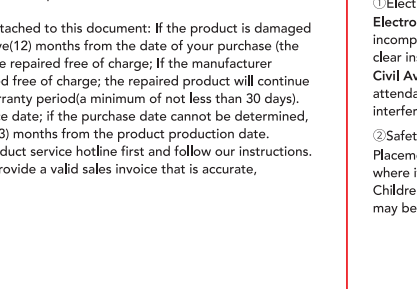 ttached to this document: If the product is damaged
ve(12) months from the date of your purchase (the
e repaired free of charge; If the manufacturer
d free of charge; the repaired product will continue
rranty period(a minimum of not less than 30 days).
ce date; if the purchase date cannot be determined,
3) months from the product production date.
duct service hotline first and follow our instructions.
rovide a valid sales invoice that is accurate,
①Elect
Electro
incomp
clear in
Civil Av
attenda
interfer
②Safet
Placeme
where i
Childre
may be